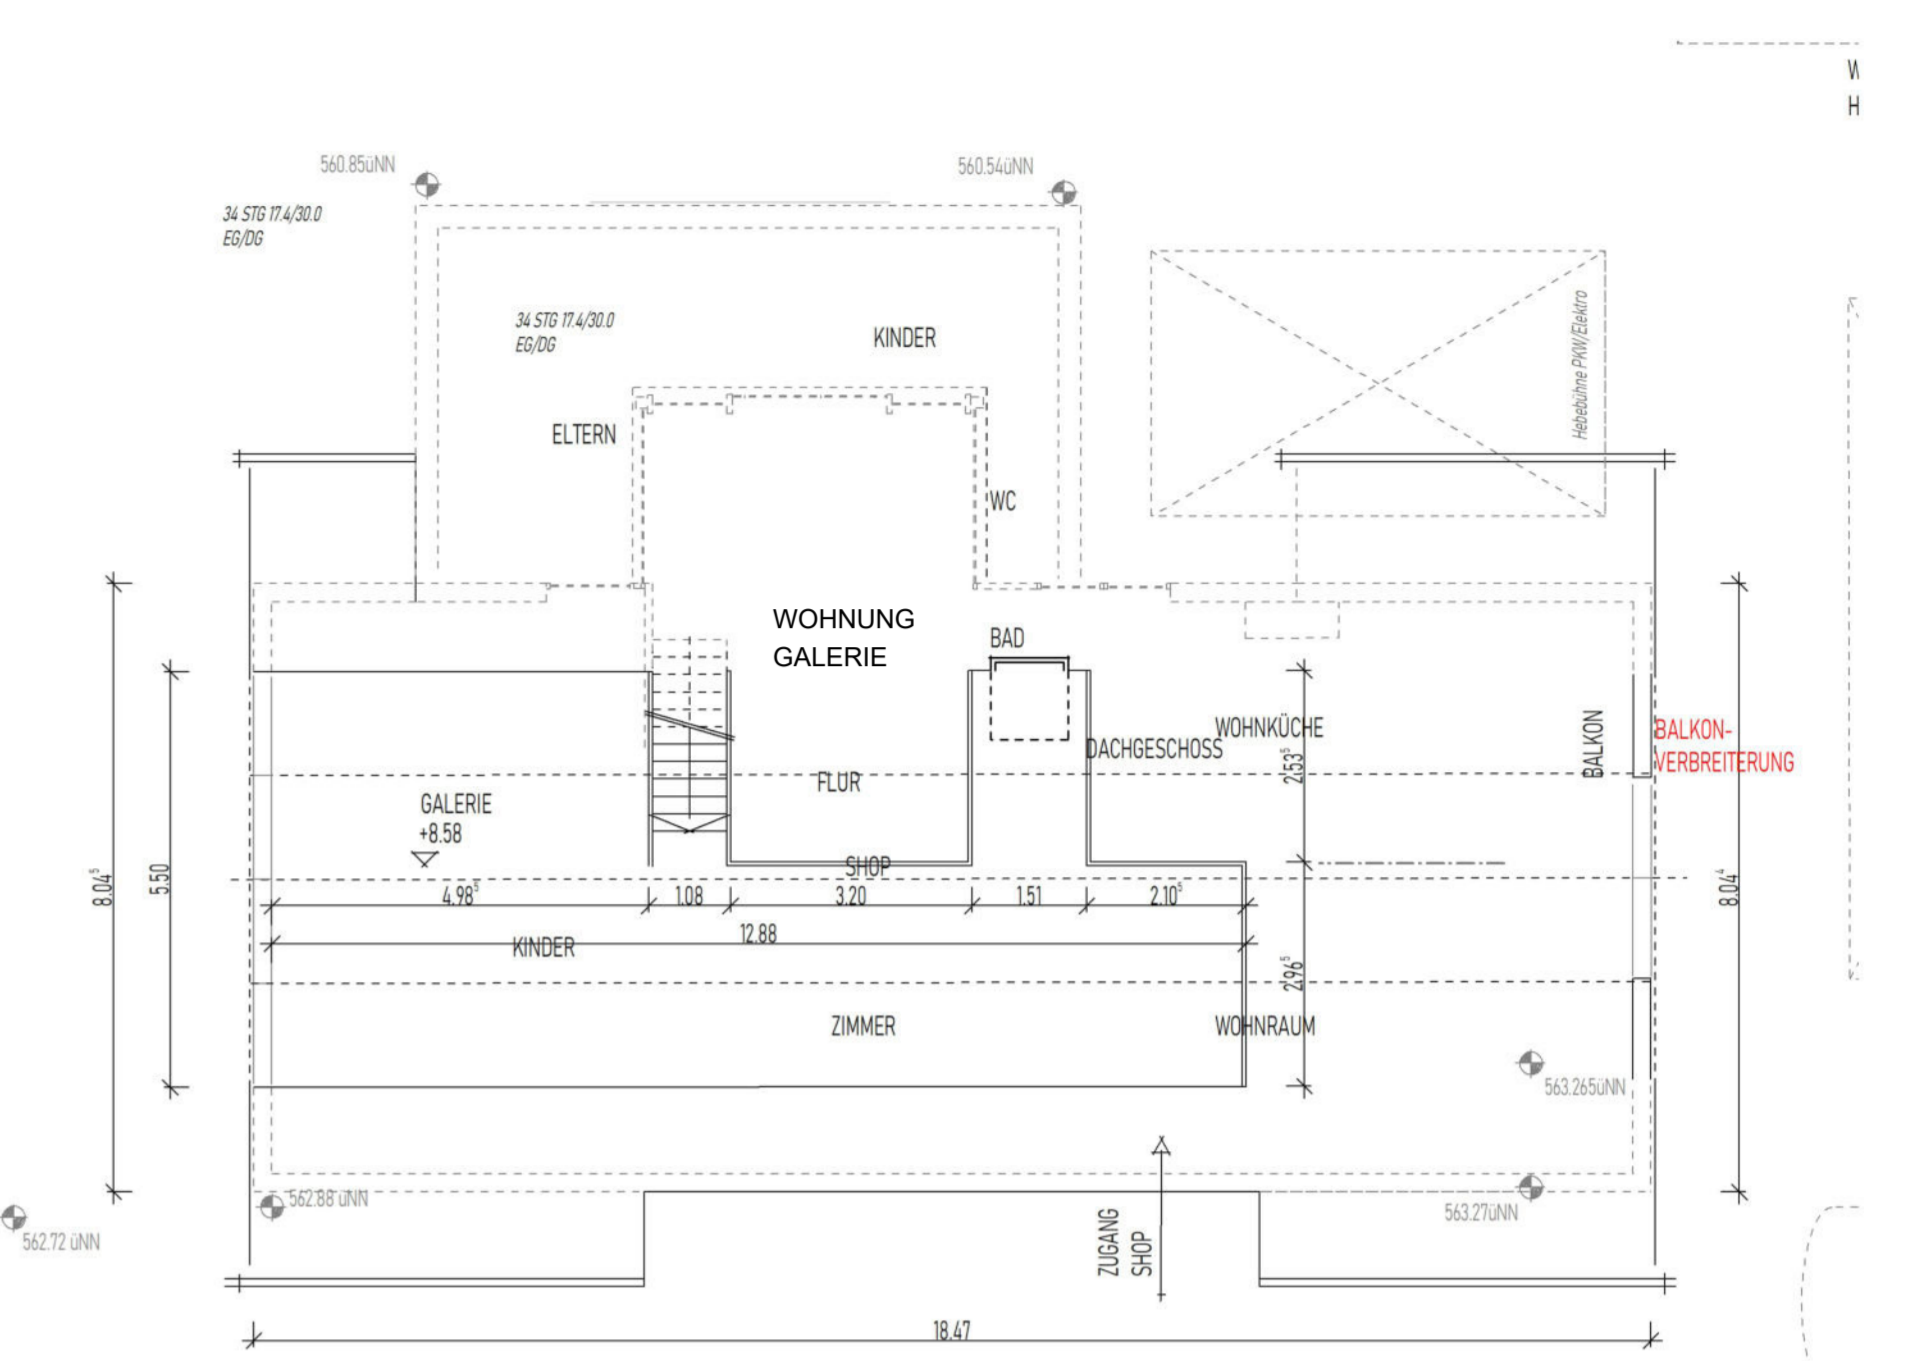 W
H
560.85üNN
560.54üNN
34 STG 17.4/30.0
EG/DG
34 STG 17.4/30.0
EG/DG
KINDER
Hebebühne PKW/Elektro
ELTERN
WC
WOHNUNG
GALERIE
BAD
WOHNKÜCHE
DACHGESCHOSS
BALKON
BALKON-
VERBREITERUNG
2.53⁵
FLUR
GALERIE
+8.58
SHOP
8.04⁵
5.50
4.98⁵
1.08
3.20
1.51
2.10⁵
8.04⁴
12.88
KINDER
2.96⁵
ZIMMER
WOHNRAUM
563.265üNN
562.88 üNN
563.27üNN
562.72 üNN
ZUGANG
SHOP
18.47